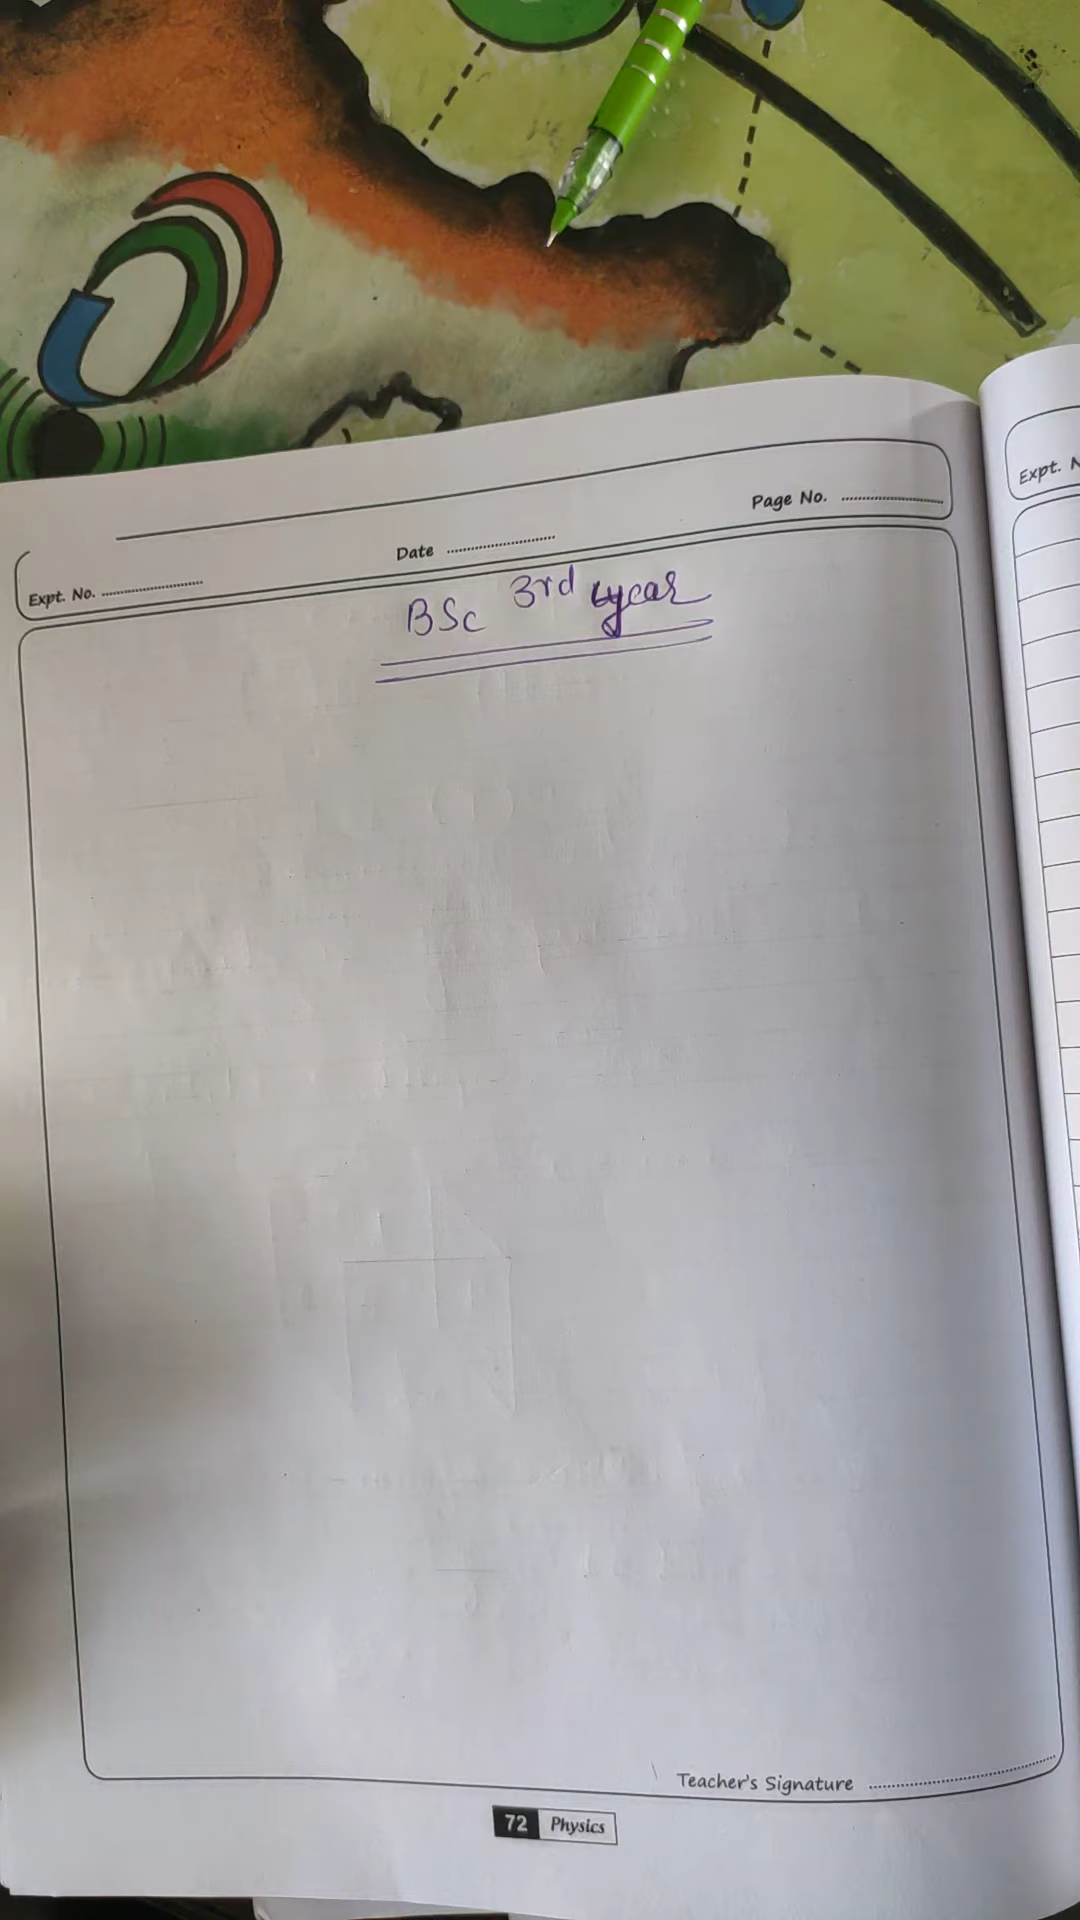 Page No. ........................
Expt. N
Date ........................
Expt. No. ........................
BSc 3rd year
Teacher's Signature ........................
72 Physics